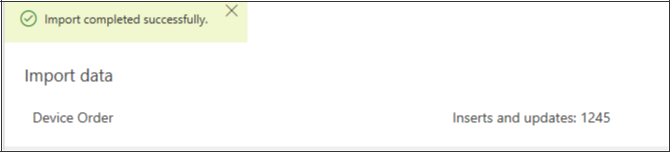 Import completed successfully.
Import data
Device Order Inserts and updates: 1245